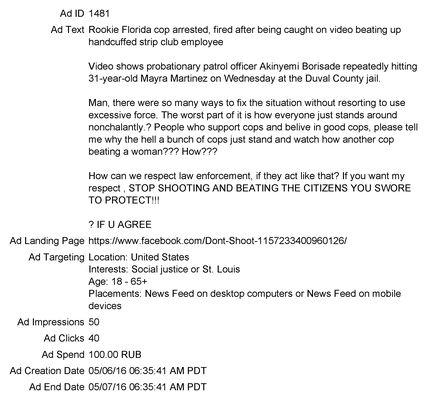 Ad ID 1481
Ad Text Rookie Florida cop arrested, fired after being caught on video beating up
handcuffed strip club employee
Video shows probationary patrol officer Akinyemi Borisade repeatedly hitting
31-year-old Mayra Martinez on Wednesday at the Duval County jail.
Man, there were so many ways to fix the situation without resorting to use
excessive force. The worst part of it is how everyone just stands around
nonchalantly.? People who support cops and belive in good cops, please tell
me why the hell a bunch of cops just stand and watch how another cop
beating a woman??? How???
How can we respect law enforcement, if they act like that? If you want my
respect , STOP SHOOTING AND BEATING THE CITIZENS YOU SWORE
TO PROTECT!!!
? IF U AGREE
Ad Landing Page https://www.facebook.com/Dont-Shoot-1157233400960126/
Ad Targeting Location: United States
Interests: Social justice or St. Louis
Age: 18 - 65+
Placements: News Feed on desktop computers or News Feed on mobile
devices
Ad Impressions 50
Ad Clicks 40
Ad Spend 100.00 RUB
Ad Creation Date 05/06/16 06:35:41 AM PDT
Ad End Date 05/07/16 06:35:41 AM PDT